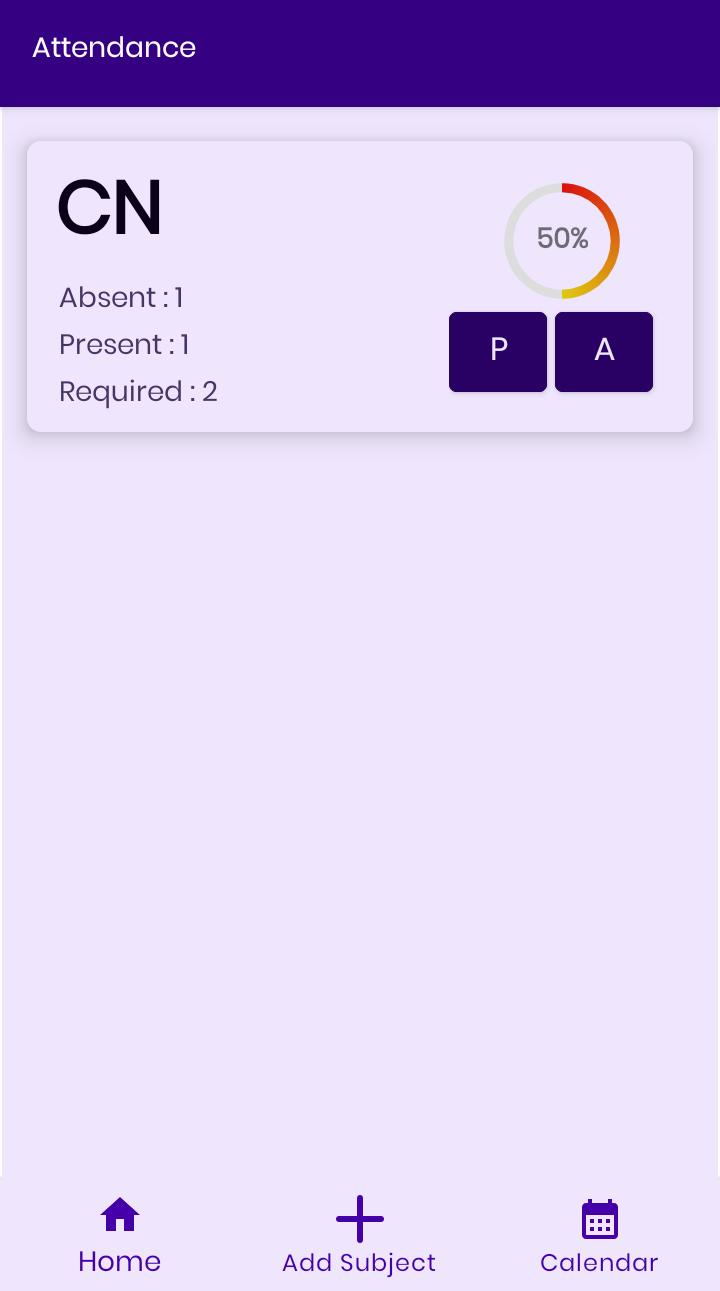 Attendance
CN
50%
Absent : 1
Present : 1
P A
Required : 2
Home
Add Subject
Calendar